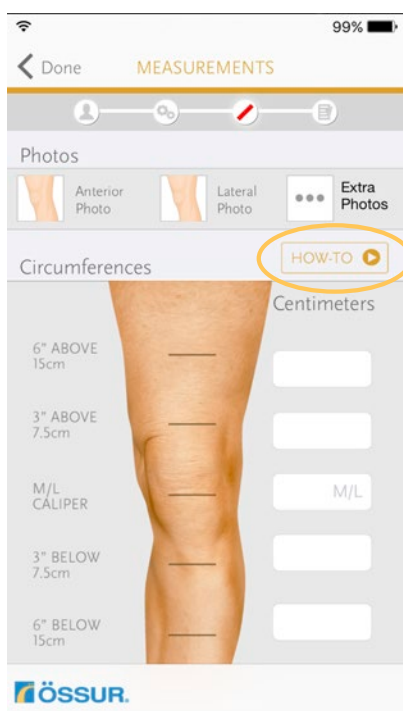 99%
Done MEASUREMENTS
Photos
Anterior
Photo
Lateral
Photo
Extra
Photos
Circumferences
HOW-TO
Centimeters
6" ABOVE
15cm
3" ABOVE
7.5cm
M/L
CALIPER
M/L
3" BELOW
7.5cm
6" BELOW
15cm
ÖSSUR.